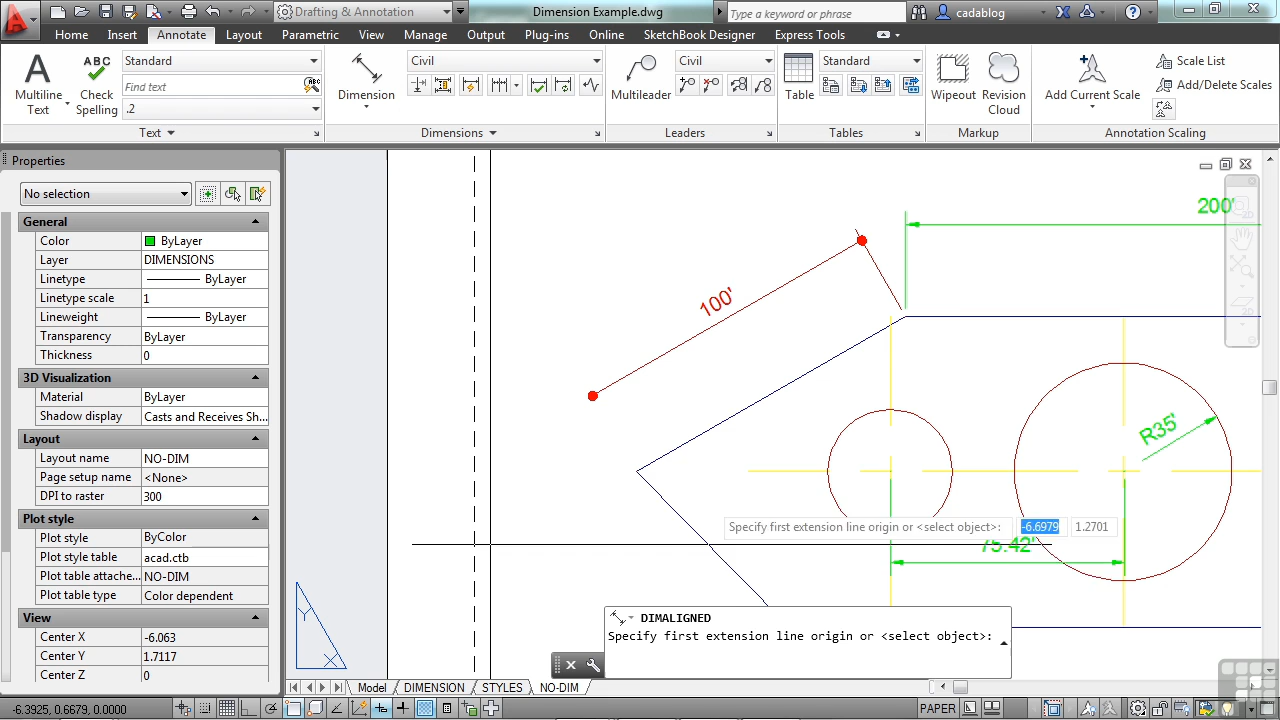 Drafting & Annotation
Dimension Example.dwg
Type a keyword or phrase
cadablog
Home Insert Annotate Layout Parametric View Manage Output Plug-ins Online SketchBook Designer Express Tools
Multiline Text
ABC
Check Spelling
Standard
Find text
ABC
.2
Text
Dimension
Civil
Dimensions
Multileader
Civil
Leaders
Table
Standard
Tables
Wipeout
Revision Cloud
Markup
Add Current Scale
Scale List
Add/Delete Scales
Annotation Scaling
Properties
No selection
General
Color ByLayer
Layer DIMENSIONS
Linetype ByLayer
Linetype scale 1
Lineweight ByLayer
Transparency ByLayer
Thickness 0
3D Visualization
Material ByLayer
Shadow display Casts and Receives Sh...
Layout
Layout name NO-DIM
Page setup name <None>
DPI to raster 300
Plot style
Plot style ByColor
Plot style table acad.ctb
Plot table attache... NO-DIM
Plot table type Color dependent
View
Center X -6.063
Center Y 1.7117
Center Z 0
200'
100'
R35'
Specify first extension line origin or <select object>: -6.6979 1.2701
75.42'
Y
X
DIMALIGNED
Specify first extension line origin or <select object>:
Model DIMENSION STYLES NO-DIM
-6.3925, 0.6679, 0.0000
PAPER